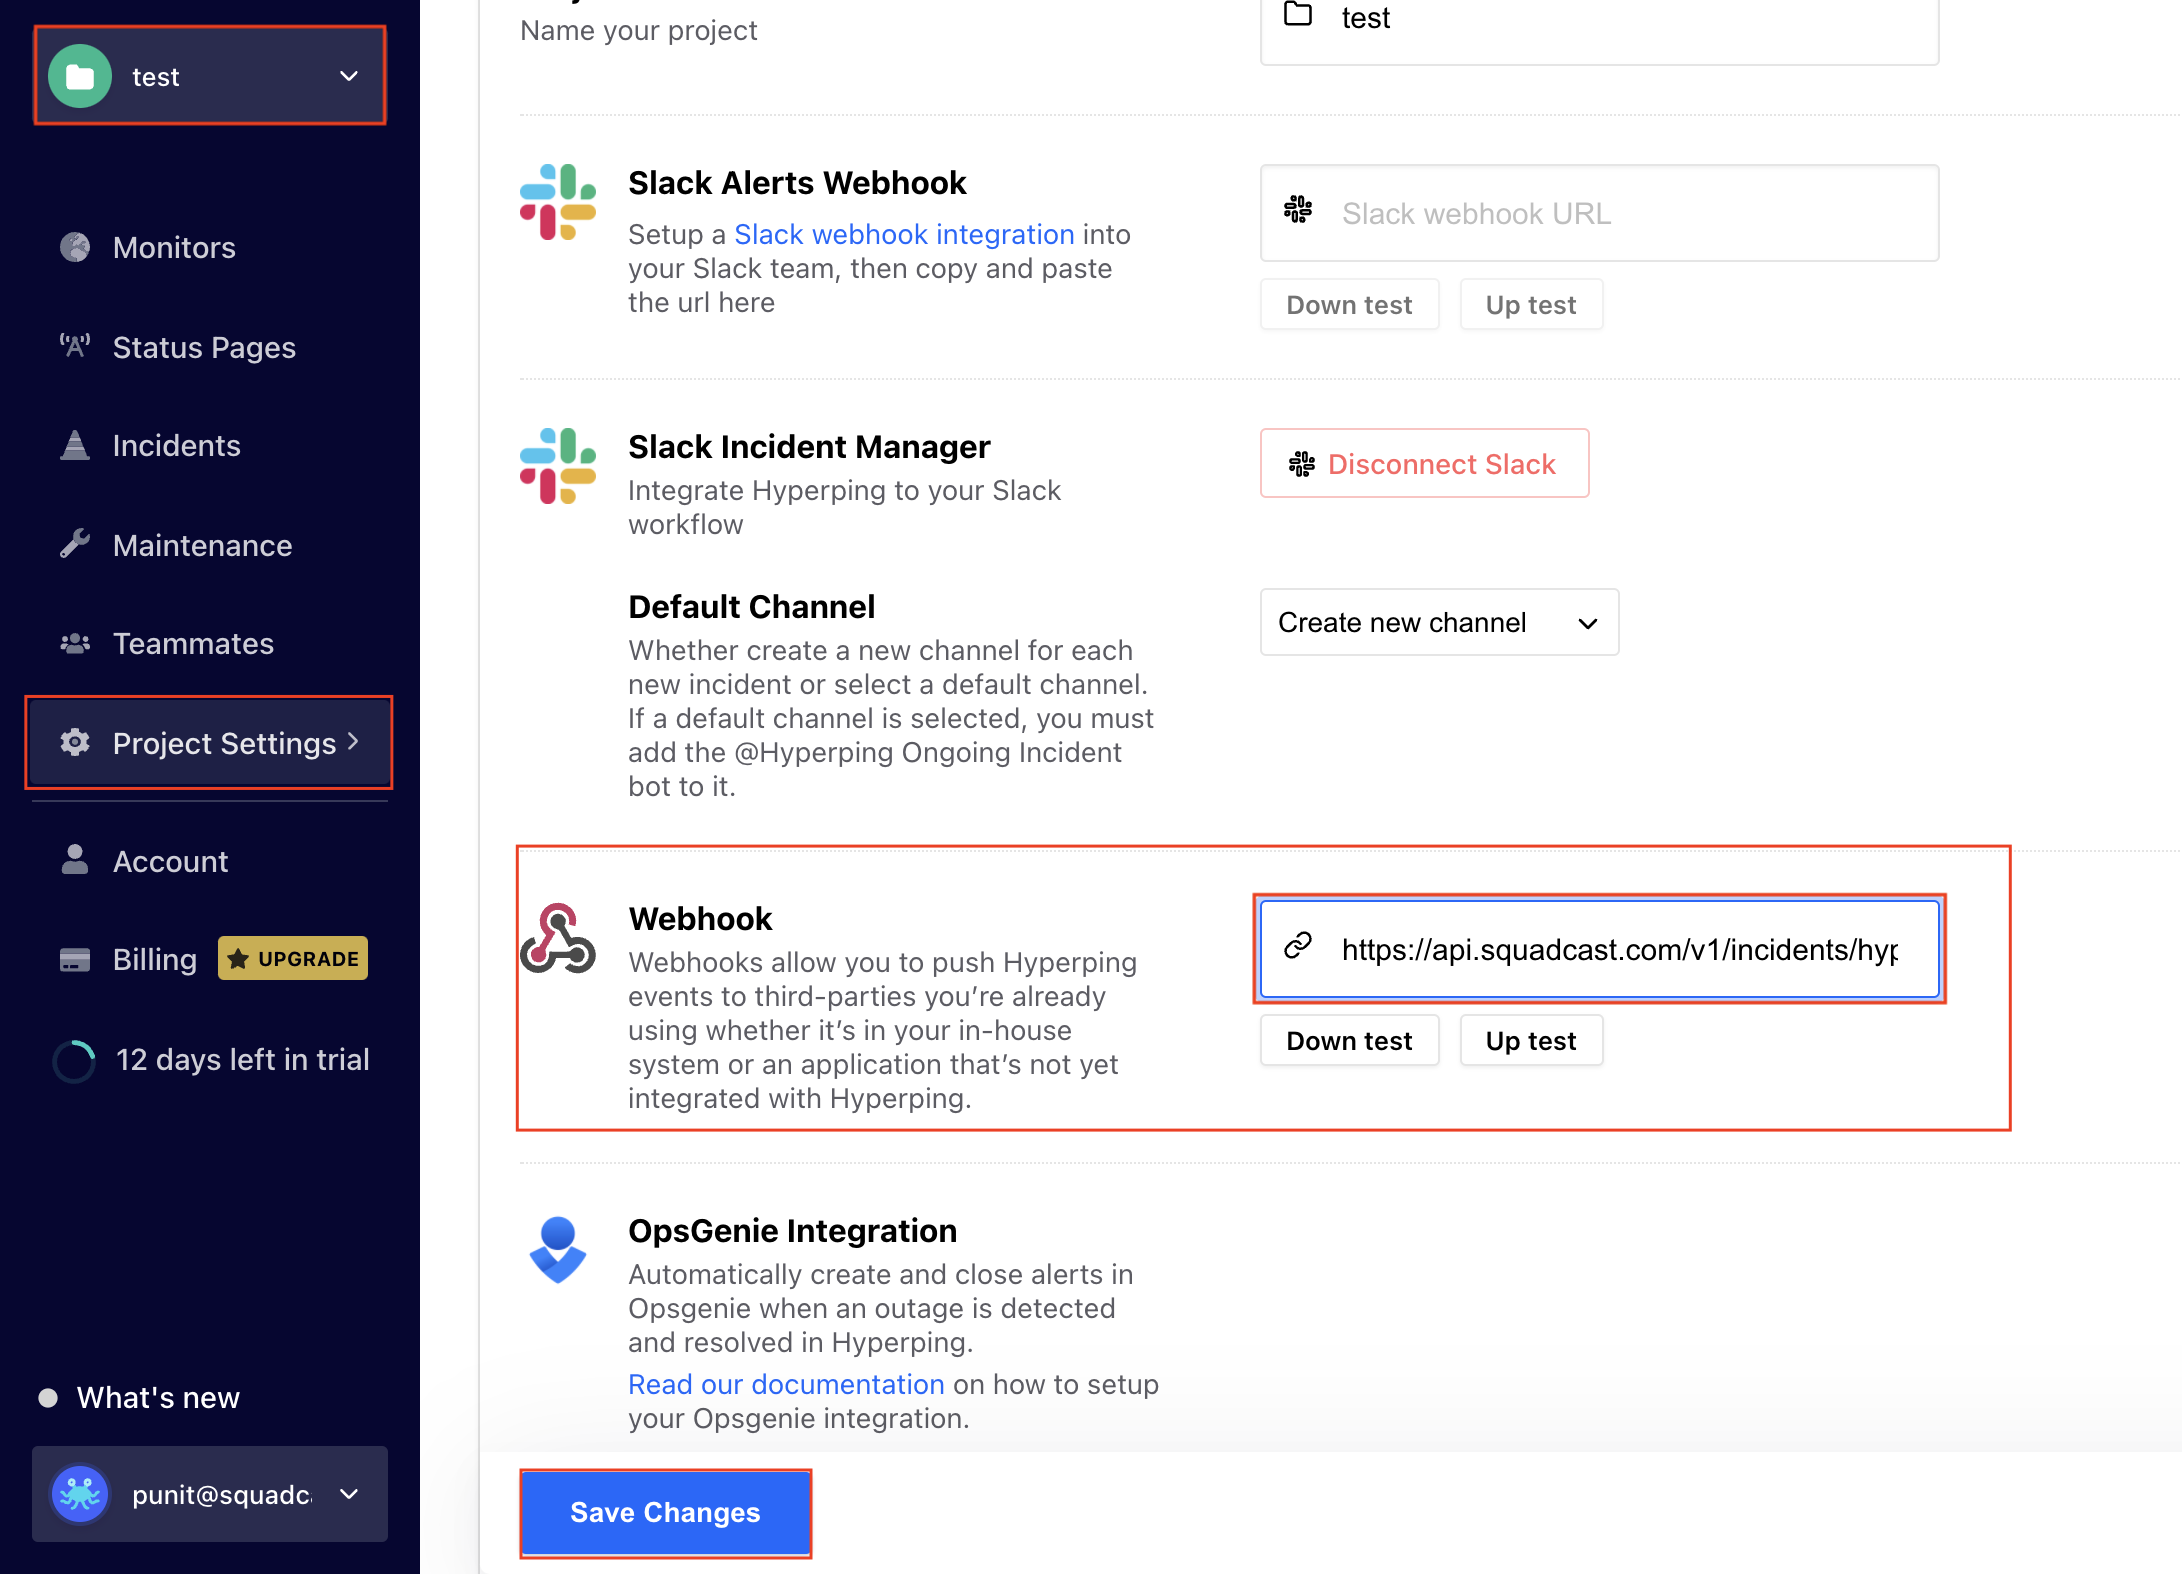 test
Monitors
Status Pages
Incidents
Maintenance
Teammates
Project Settings
Account
Billing
UPGRADE
12 days left in trial
What's new
punit@squadc
Name your project
test
Slack Alerts Webhook
Setup a Slack webhook integration into
your Slack team, then copy and paste
the url here
Slack webhook URL
Down test
Up test
Slack Incident Manager
Integrate Hyperping to your Slack
workflow
Disconnect Slack
Default Channel
Whether create a new channel for each
new incident or select a default channel.
If a default channel is selected, you must
add the @Hyperping Ongoing Incident
bot to it.
Create new channel
Webhook
Webhooks allow you to push Hyperping
events to third-parties you’re already
using whether it’s in your in-house
system or an application that’s not yet
integrated with Hyperping.
https://api.squadcast.com/v1/incidents/hyp
Down test
Up test
OpsGenie Integration
Automatically create and close alerts in
Opsgenie when an outage is detected
and resolved in Hyperping.
Read our documentation on how to setup
your Opsgenie integration.
Save Changes